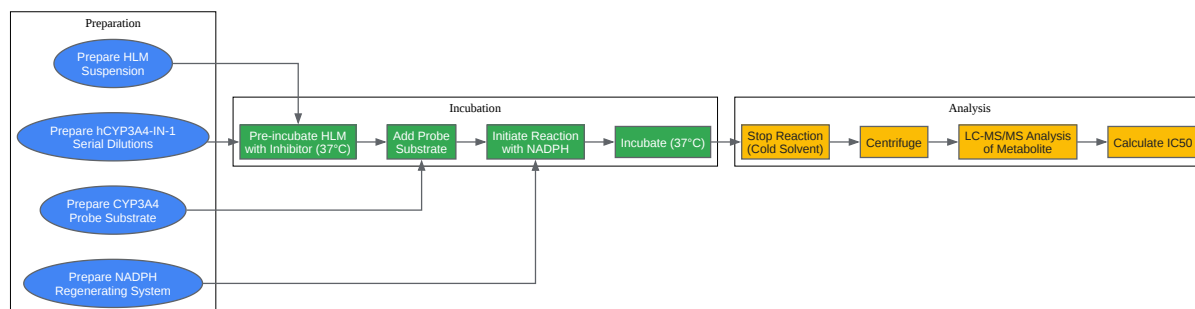 Preparation
Prepare HLM
Suspension
Prepare hCYP3A4-IN-1
Serial Dilutions
Prepare CYP3A4
Probe Substrate
Prepare NADPH
Regenerating System
Incubation
Pre-incubate HLM
with Inhibitor (37°C)
Add Probe
Substrate
Initiate Reaction
with NADPH
Incubate (37°C)
Analysis
Stop Reaction
(Cold Solvent)
Centrifuge
LC-MS/MS Analysis
of Metabolite
Calculate IC50